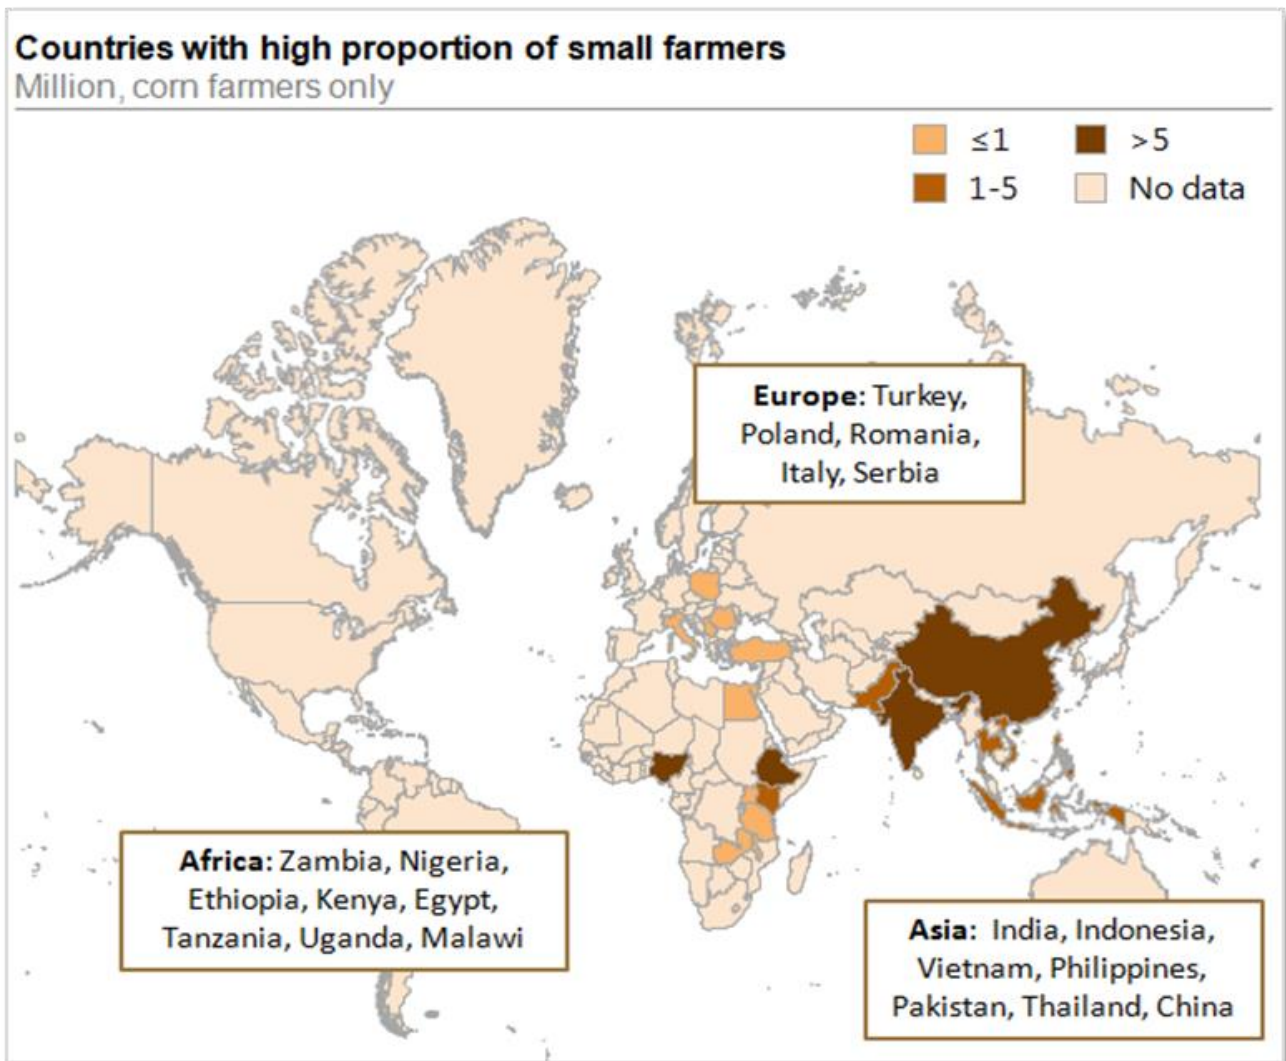 Countries with high proportion of small farmers
Million, corn farmers only
≤1
>5
1-5
No data
Europe: Turkey,
Poland, Romania,
Italy, Serbia
Africa: Zambia, Nigeria,
Ethiopia, Kenya, Egypt,
Tanzania, Uganda, Malawi
Asia: India, Indonesia,
Vietnam, Philippines,
Pakistan, Thailand, China